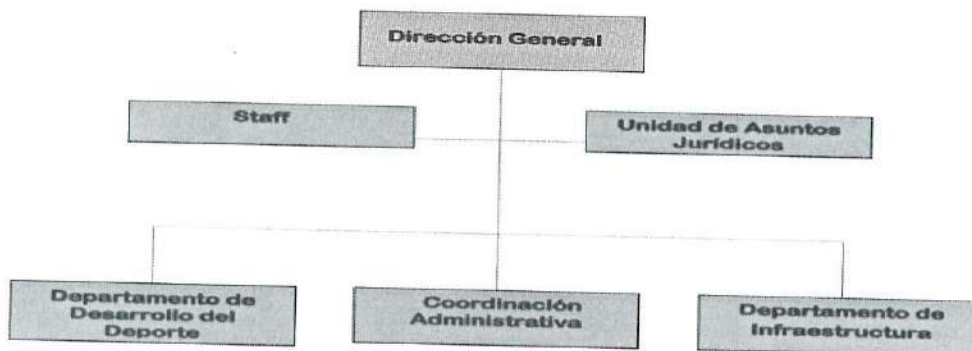 Dirección General
Staff
Unidad de Asuntos
Jurídicos
Departamento de
Desarrollo del
Deporte
Coordinación
Administrativa
Departamento de
Infraestructura